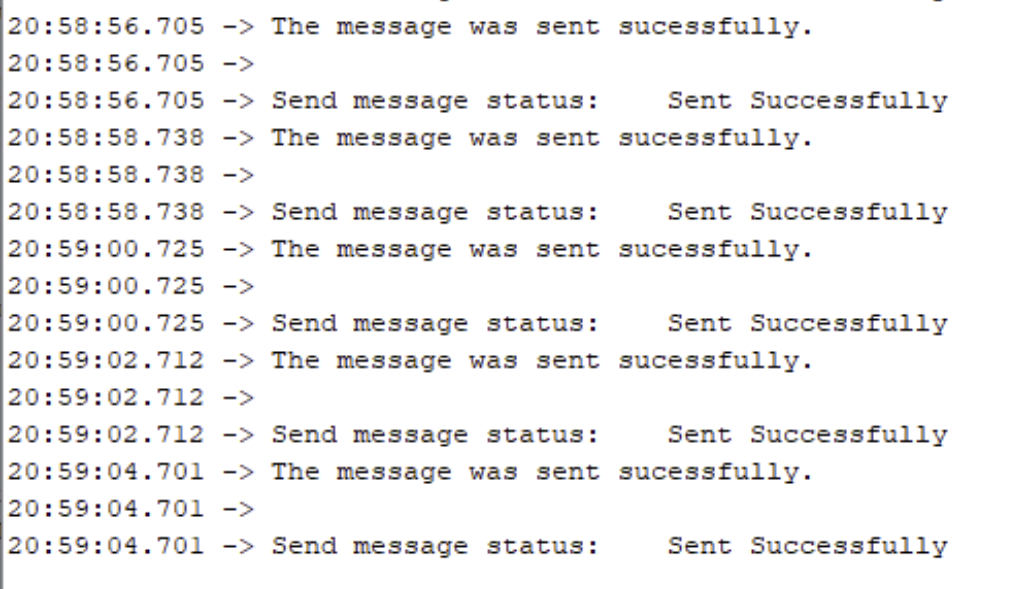 20:58:56.705 -> The message was sent sucessfully.
20:58:56.705 ->
20:58:56.705 -> Send message status:    Sent Successfully
20:58:58.738 -> The message was sent sucessfully.
20:58:58.738 ->
20:58:58.738 -> Send message status:    Sent Successfully
20:59:00.725 -> The message was sent sucessfully.
20:59:00.725 ->
20:59:00.725 -> Send message status:    Sent Successfully
20:59:02.712 -> The message was sent sucessfully.
20:59:02.712 ->
20:59:02.712 -> Send message status:    Sent Successfully
20:59:04.701 -> The message was sent sucessfully.
20:59:04.701 ->
20:59:04.701 -> Send message status:    Sent Successfully